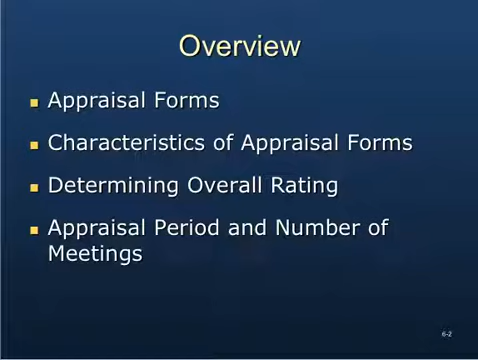 Overview
Appraisal Forms
Characteristics of Appraisal Forms
Determining Overall Rating
Appraisal Period and Number of
Meetings
6-2